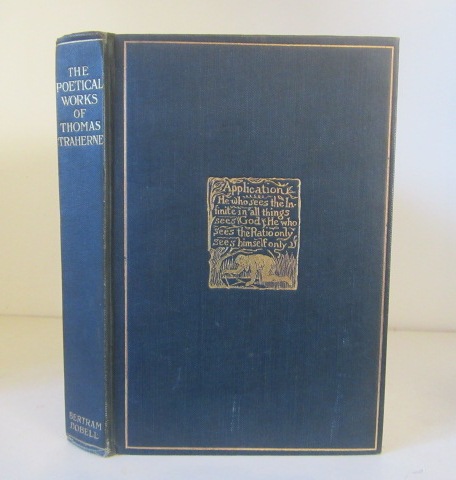 THE
POETICAL
WORKS
OF
THOMAS
TRAHERNE
BERTRAM
DOBELL
Application
He who sees the In-
finite in all things
sees God. He who
sees the Ratio only
sees himself only